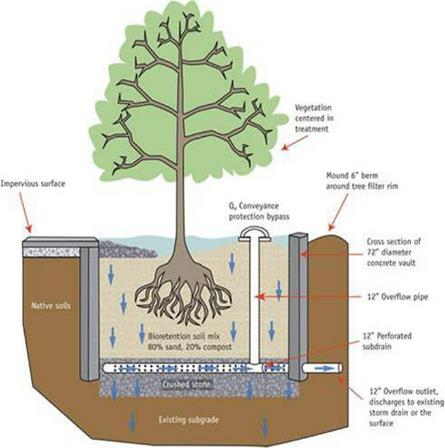 Vegetation
centered in
treatment
Impervious surface
Mound 6" berm
around tree filter rim
Qp Conveyance
protection bypass
Cross section of
72" diameter
concrete vault
Native soils
12" Overflow pipe
Bioretention soil mix
80% sand, 20% compost
12" Perforated
subdrain
Crushed stone
12" Overflow outlet,
discharges to existing
storm drain or the
surface
Existing subgrade